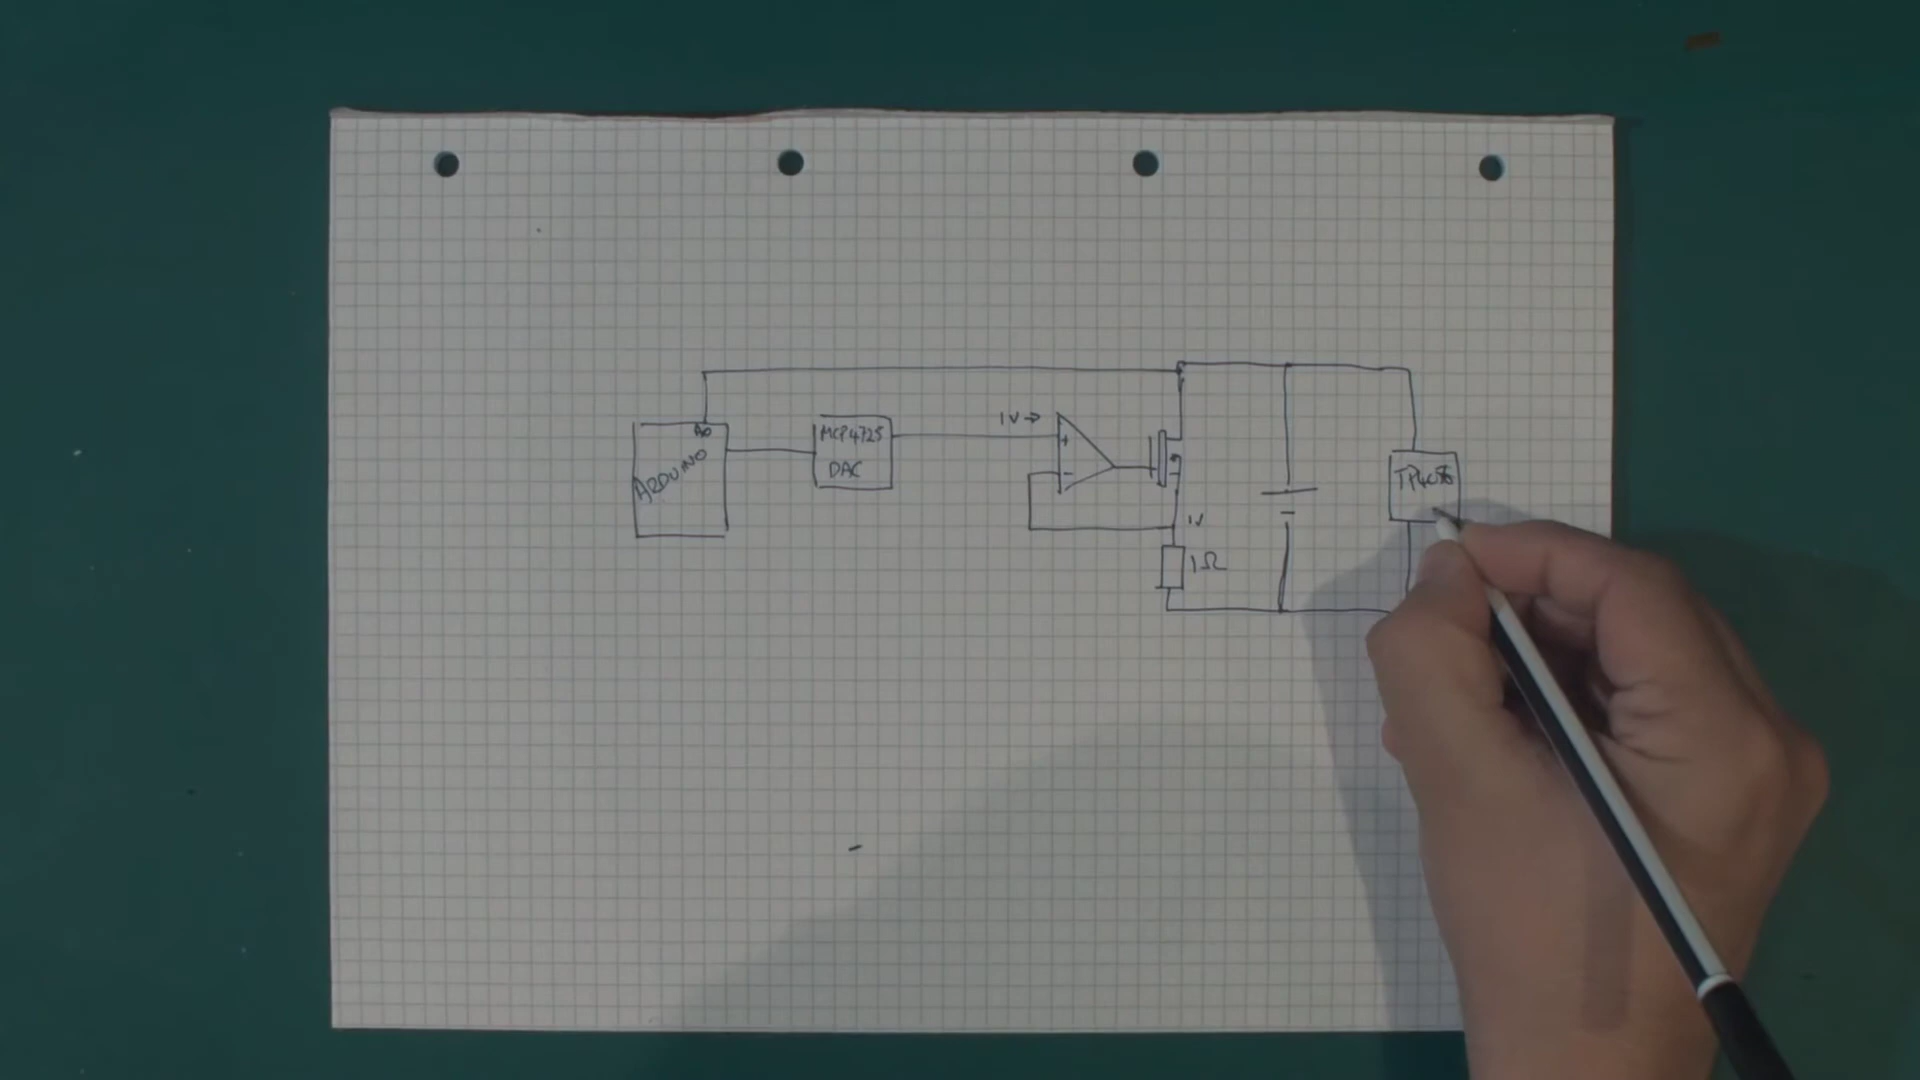 A0
ARDUINO
MCP4725
DAC
1V→
+
-
1V
1Ω
TP4056